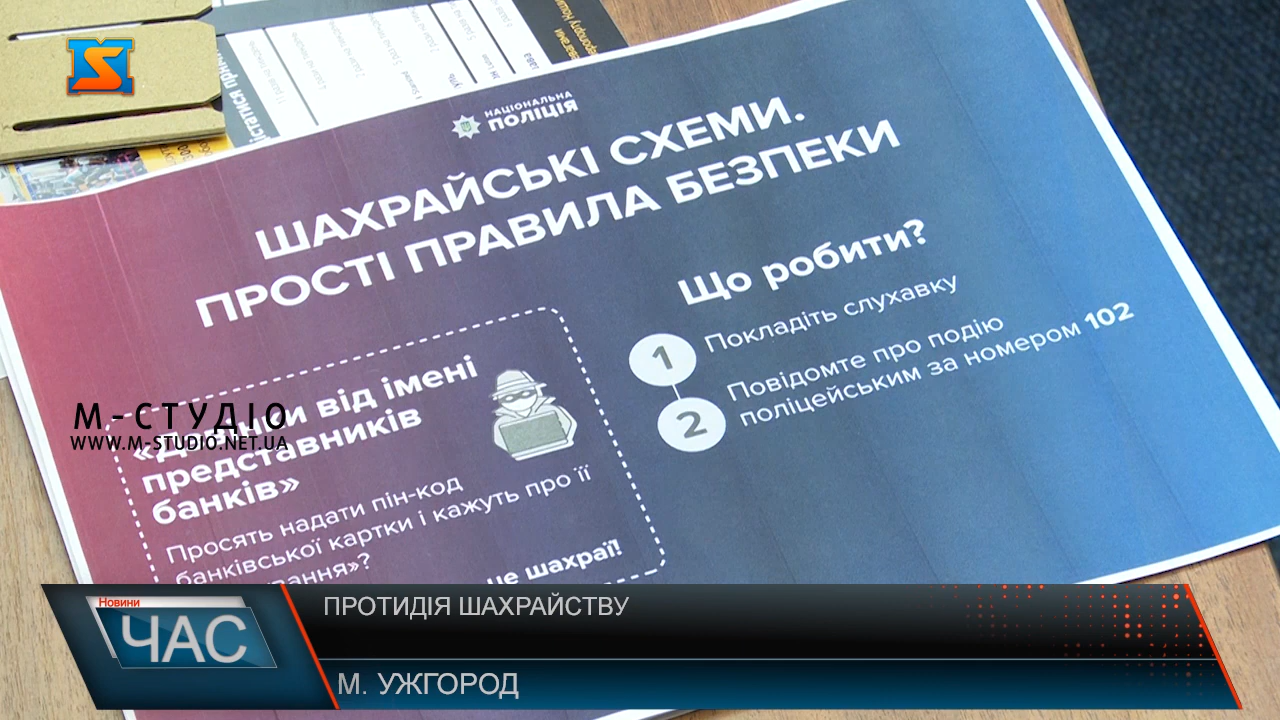 НАЦІОНАЛЬНА
ПОЛІЦІЯ
ШАХРАЙСЬКІ СХЕМИ.
ПРОСТІ ПРАВИЛА БЕЗПЕКИ
від імені
представників
банків»
Просять надати пін-код
банківської картки і кажуть про її
це шахраї!
Що робити?
1 Покладіть слухавку
2 Повідомте про подію
поліцейським за номером 102
М-СТУДІО
WWW.M-STUDIO.NET.UA
Новини
ЧАС
ПРОТИДІЯ ШАХРАЙСТВУ
М. УЖГОРОД